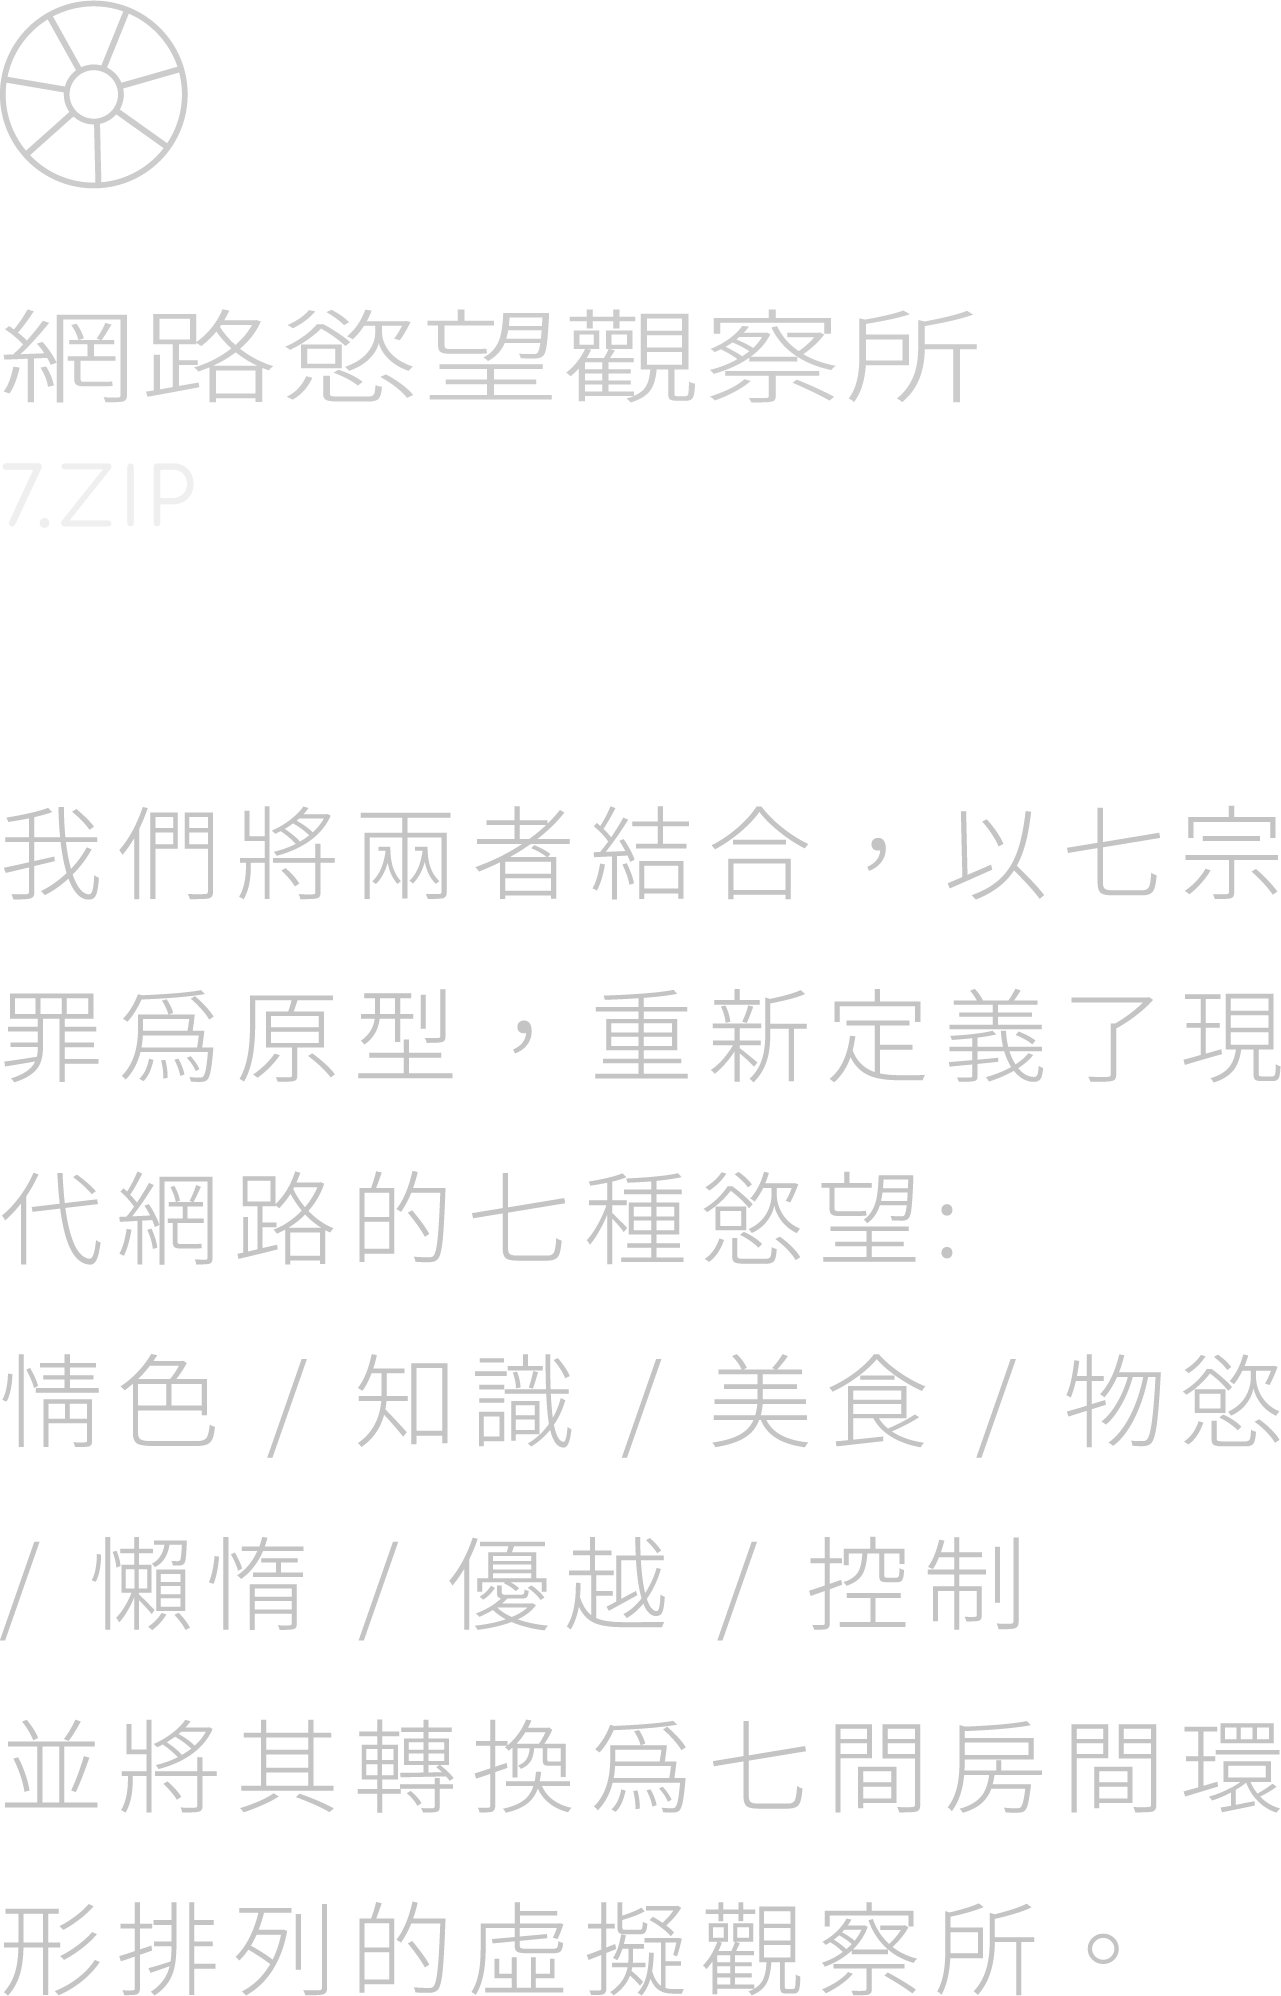 網路慾望觀察所
7.ZIP
我們將兩者結合，以七宗
罪爲原型，重新定義了現
代網路的七種慾望:
情色 / 知識 / 美食 / 物慾
/ 懶惰 / 優越 / 控制
並將其轉換爲七間房間環
形排列的虛擬觀察所。